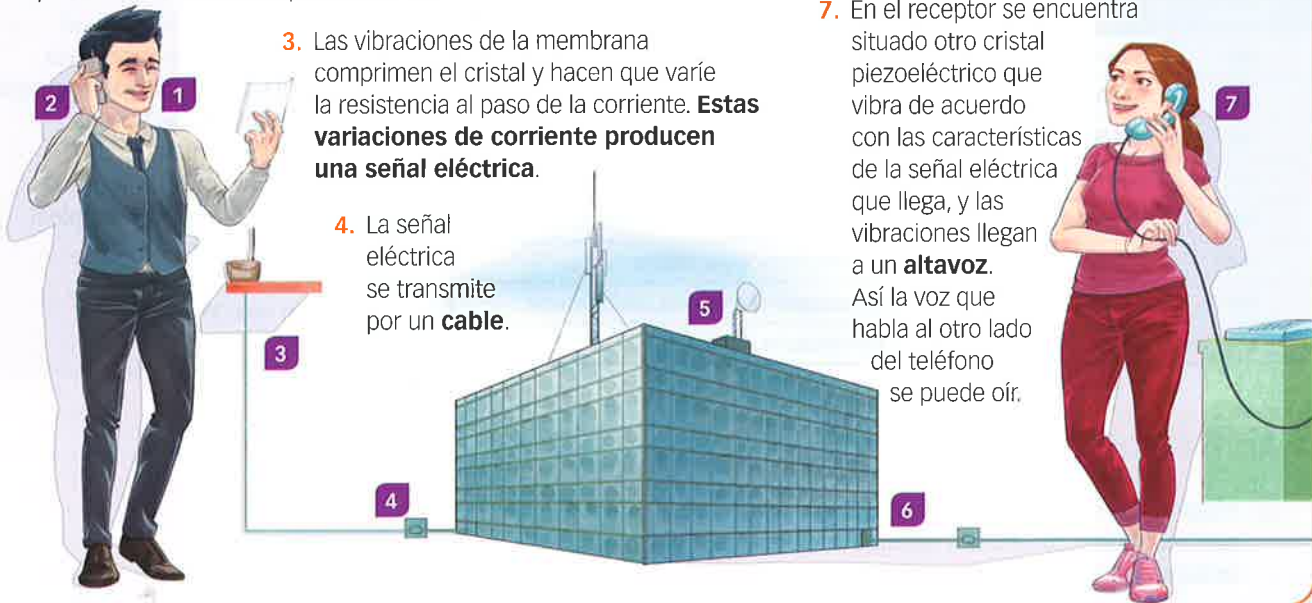 3. Las vibraciones de la membrana
comprimen el cristal y hacen que varíe
la resistencia al paso de la corriente. Estas
variaciones de corriente producen
una señal eléctrica.
4. La señal
eléctrica
se transmite
por un cable.
7. En el receptor se encuentra
situado otro cristal
piezoeléctrico que
vibra de acuerdo
con las características
de la señal eléctrica
que llega, y las
vibraciones llegan
a un altavoz.
Así la voz que
habla al otro lado
del teléfono
se puede oír.
2
1
3
4
5
6
7